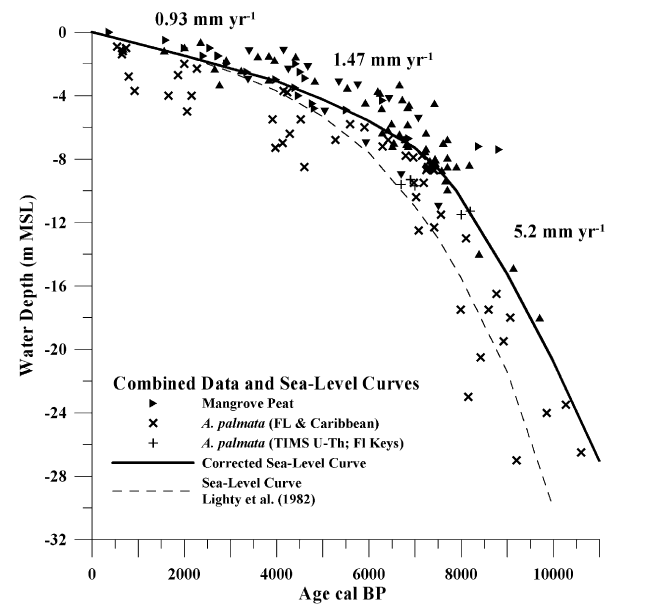 0.93 mm yr-1
1.47 mm yr-1
5.2 mm yr-1
0
-4
-8
-12
-16
-20
-24
-28
-32
Water Depth (m MSL)
Combined Data and Sea-Level Curves
Mangrove Peat
A. palmata (FL & Caribbean)
A. palmata (TIMS U-Th; Fl Keys)
Corrected Sea-Level Curve
Sea-Level Curve
Lighty et al. (1982)
0 2000 4000 6000 8000 10000
Age cal BP